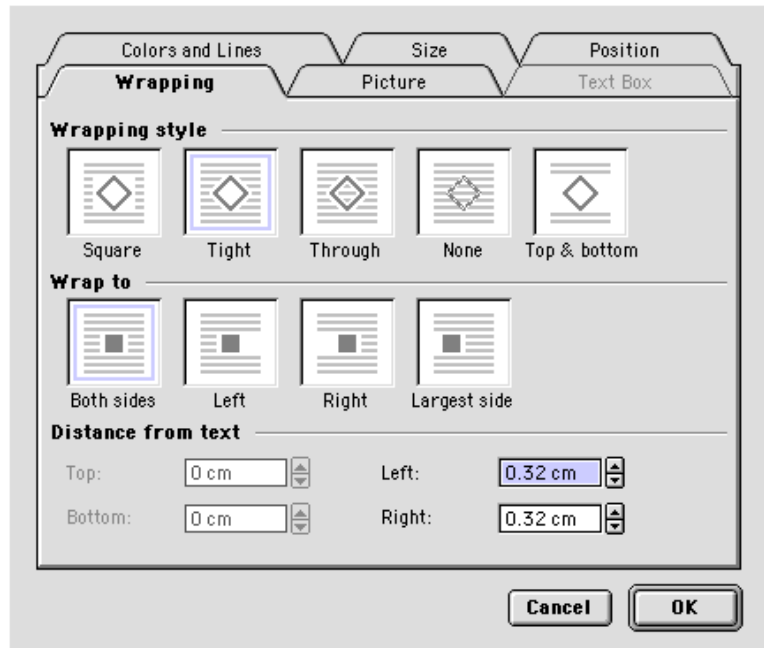 Colors and Lines Size Position
Wrapping Picture Text Box
Wrapping style
Square Tight Through None Top & bottom
Wrap to
Both sides Left Right Largest side
Distance from text
Top: 0 cm Left: 0.32 cm
Bottom: 0 cm Right: 0.32 cm
Cancel OK